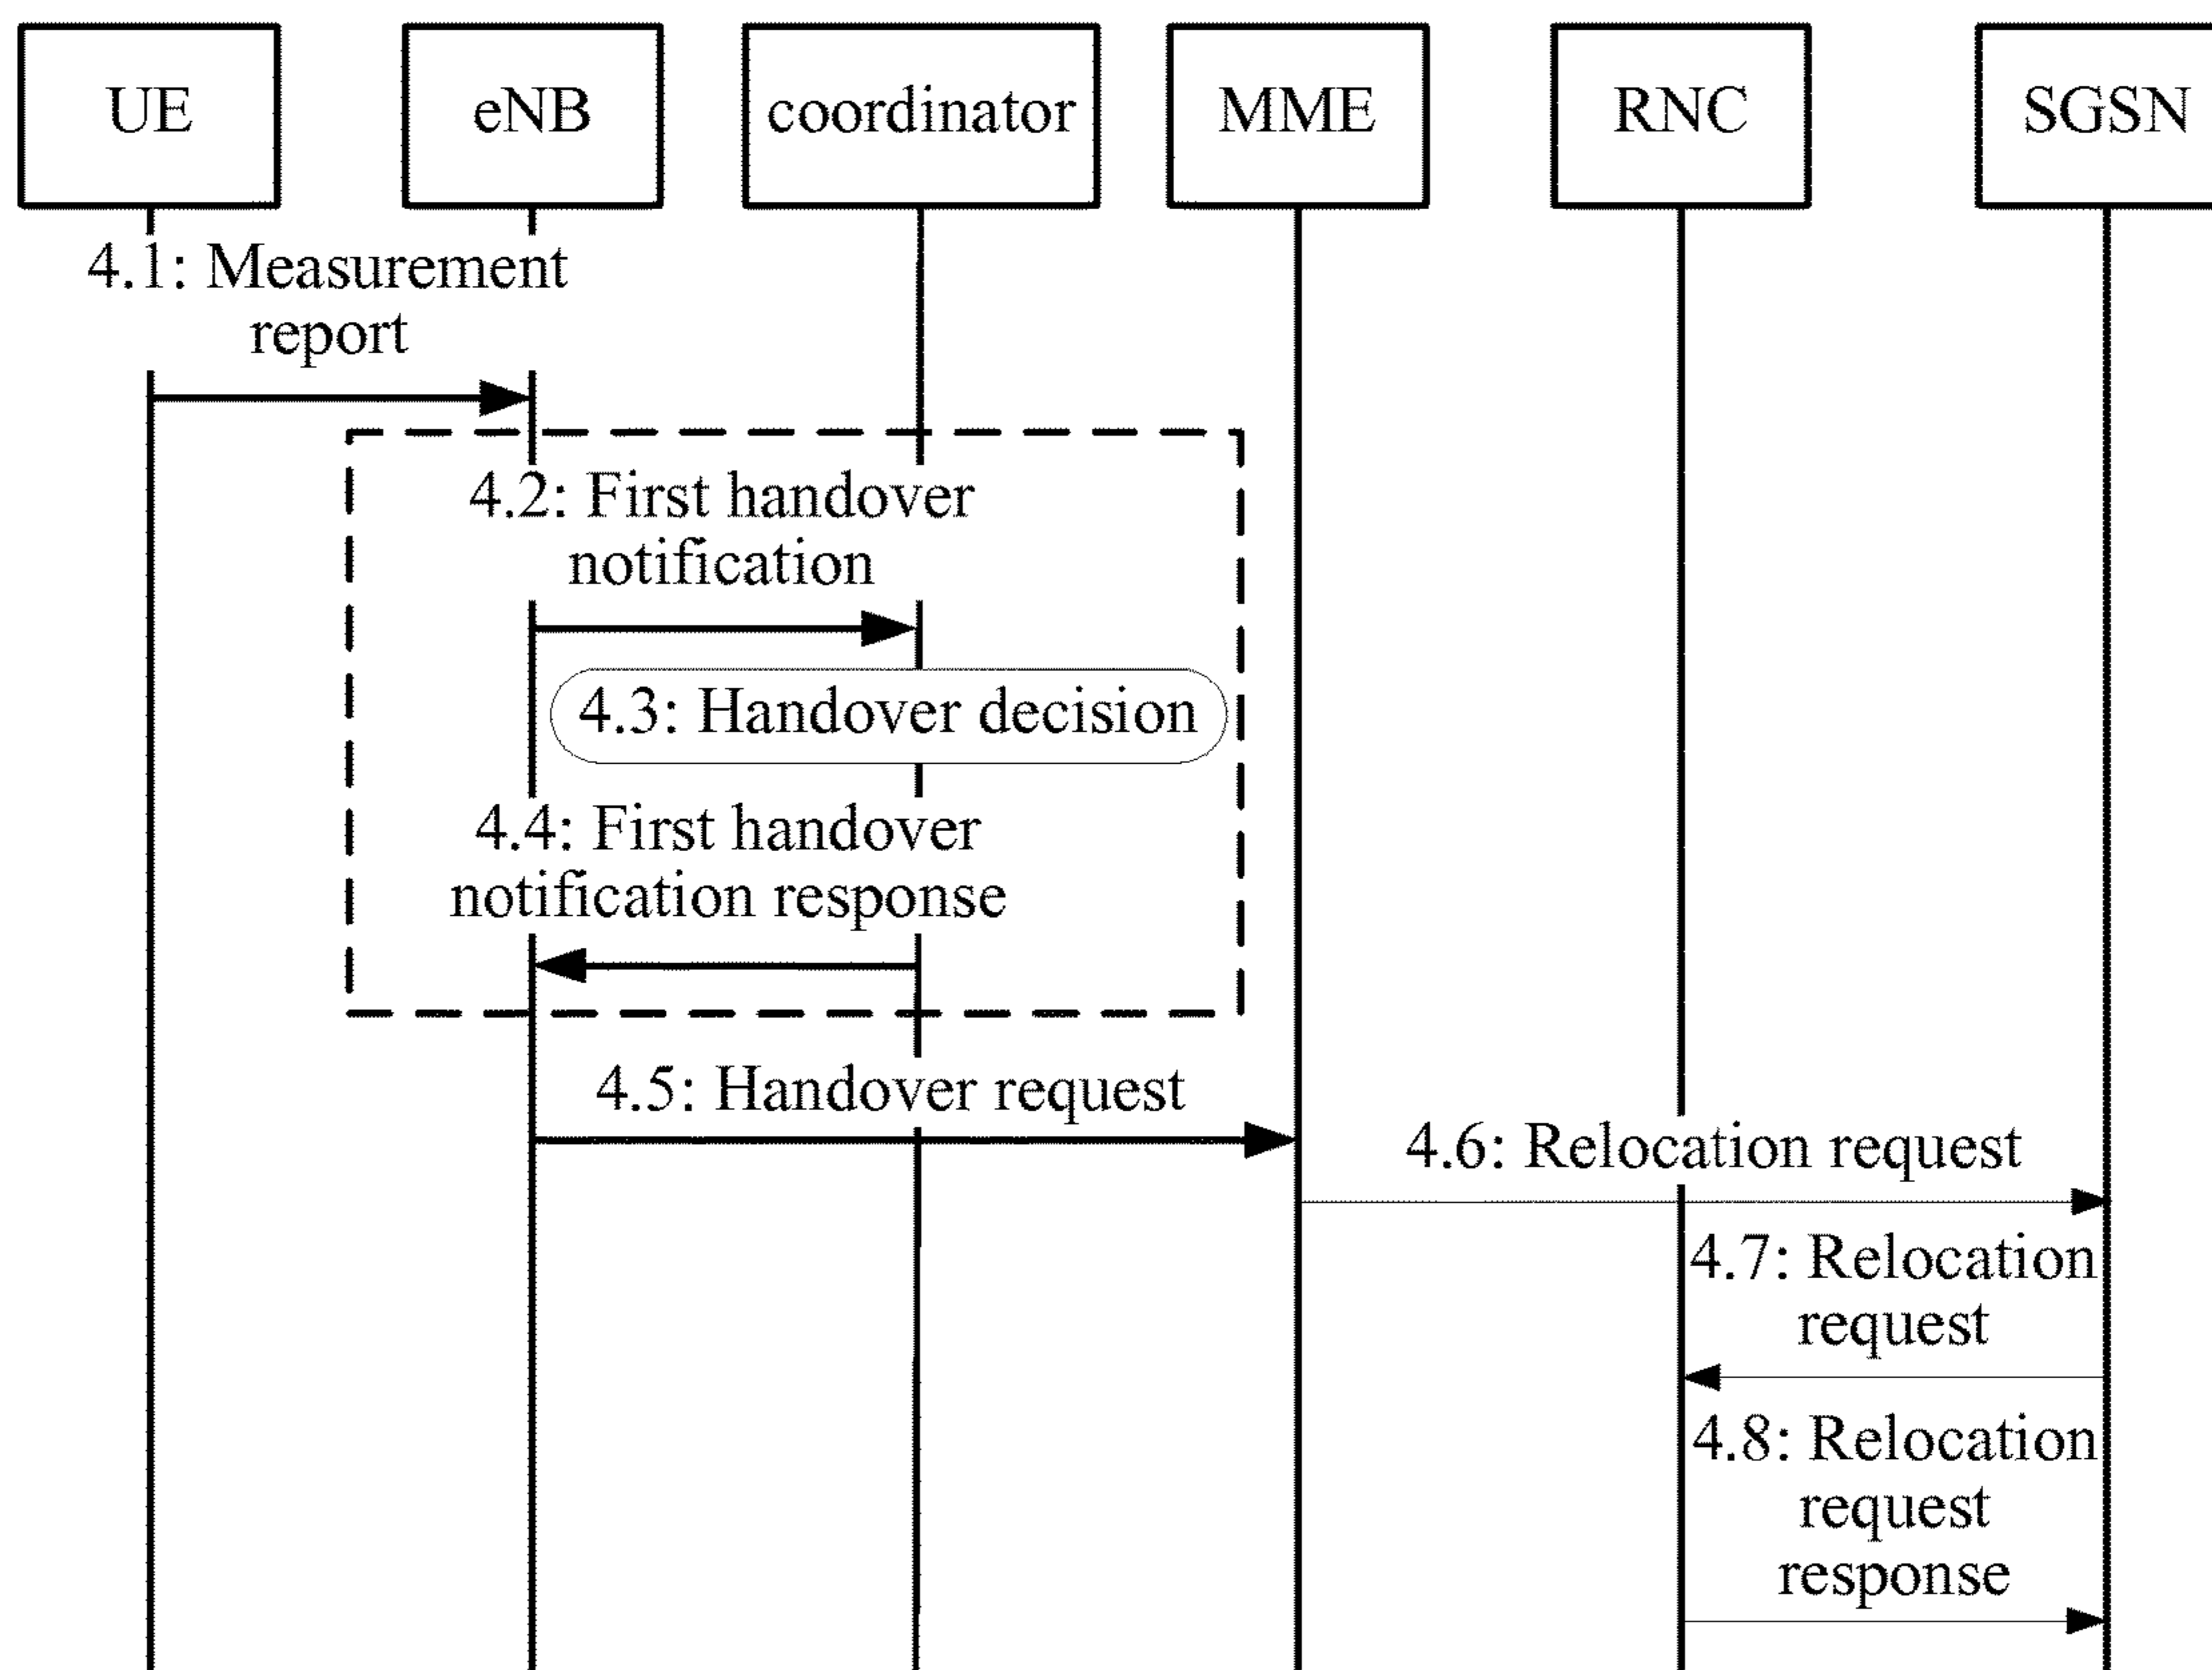 UE
eNB
coordinator
MME
RNC
SGSN
4.1: Measurement
report
4.2: First handover
notification
4.3: Handover decision
4.4: First handover
notification response
4.5: Handover request
4.6: Relocation request
4.7: Relocation
request
4.8: Relocation
request
response